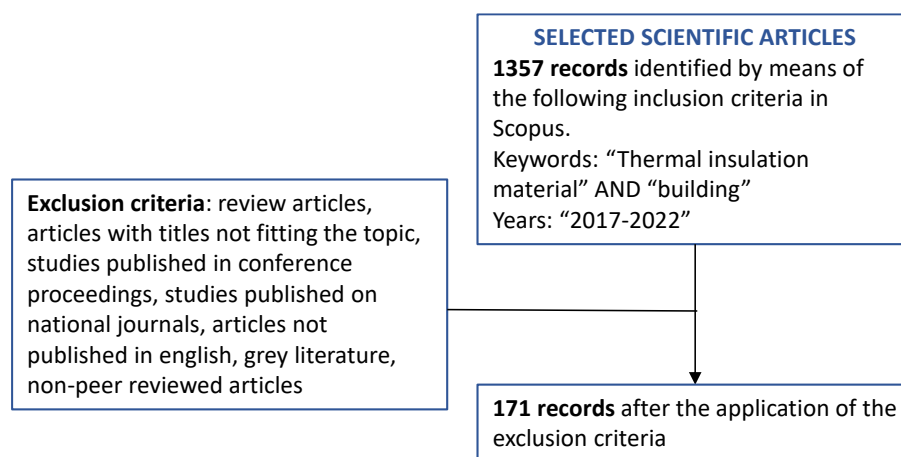 SELECTED SCIENTIFIC ARTICLES
1357 records identified by means of
the following inclusion criteria in
Scopus.
Keywords: “Thermal insulation
material” AND “building”
Years: “2017-2022”
Exclusion criteria: review articles,
articles with titles not fitting the topic,
studies published in conference
proceedings, studies published on
national journals, articles not
published in english, grey literature,
non-peer reviewed articles
171 records after the application of the
exclusion criteria